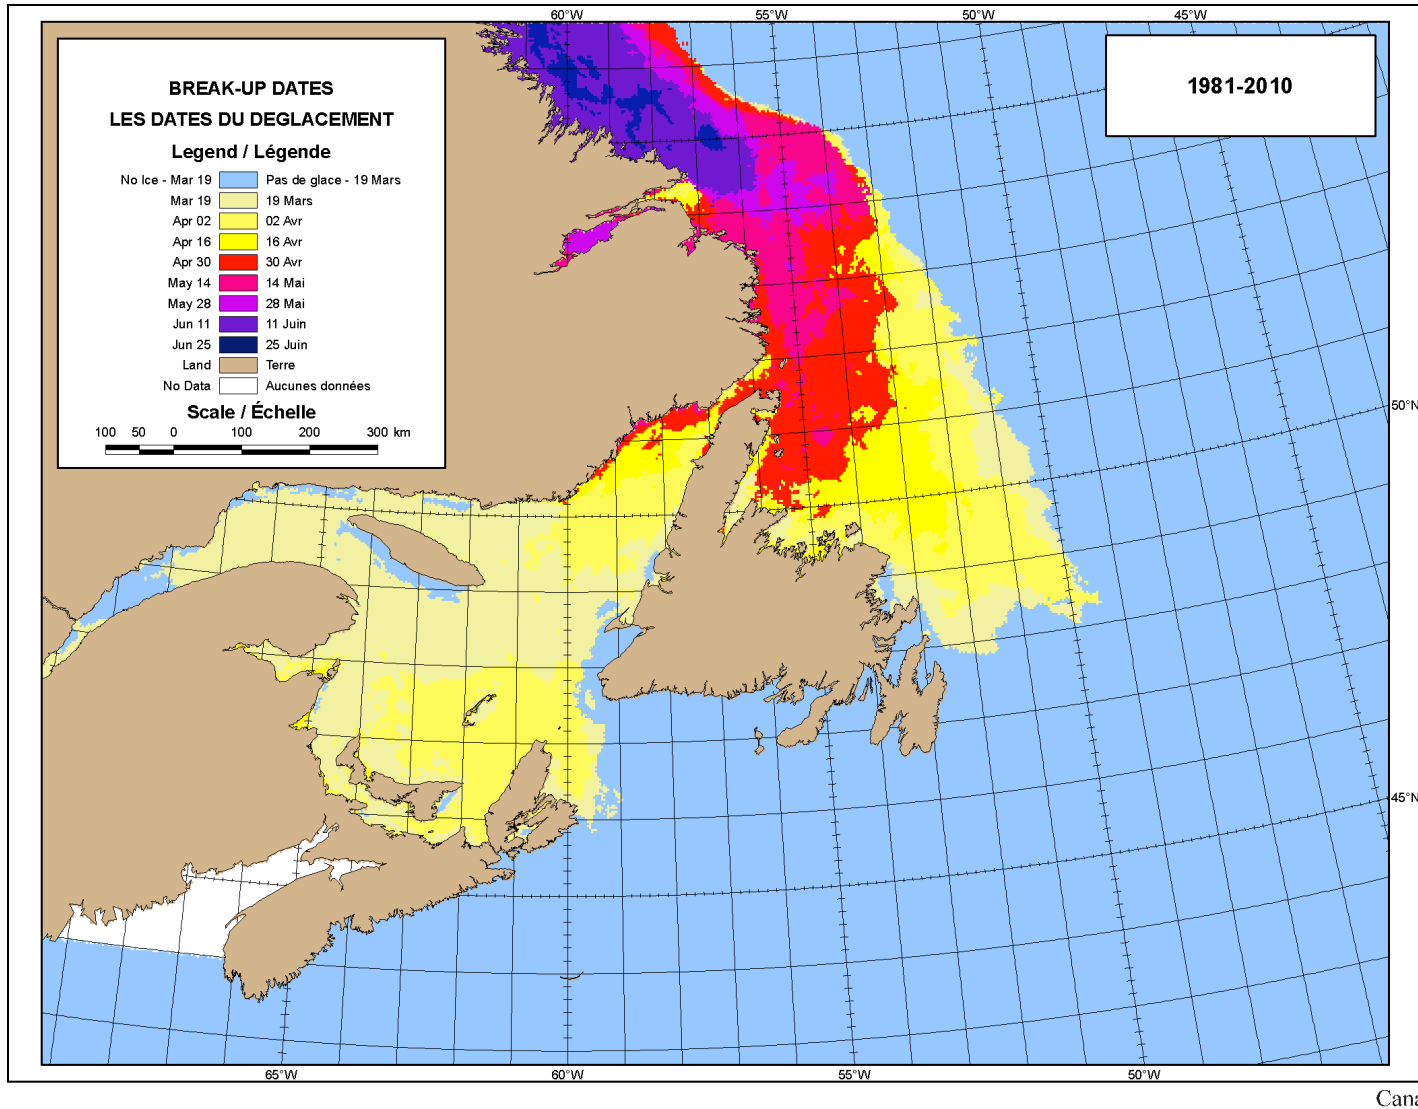 60°W 55°W 50°W 45°W
BREAK-UP DATES
LES DATES DU DEGLACEMENT
Legend / Légende
No Ice - Mar 19 Pas de glace - 19 Mars
Mar 19 19 Mars
Apr 02 02 Avr
Apr 16 16 Avr
Apr 30 30 Avr
May 14 14 Mai
May 28 28 Mai
Jun 11 11 Juin
Jun 25 25 Juin
Land Terre
No Data Aucunes données
Scale / Échelle
100 50 0 100 200 300 km
1981-2010
50°N
45°N
65°W 60°W 55°W 50°W
Cana